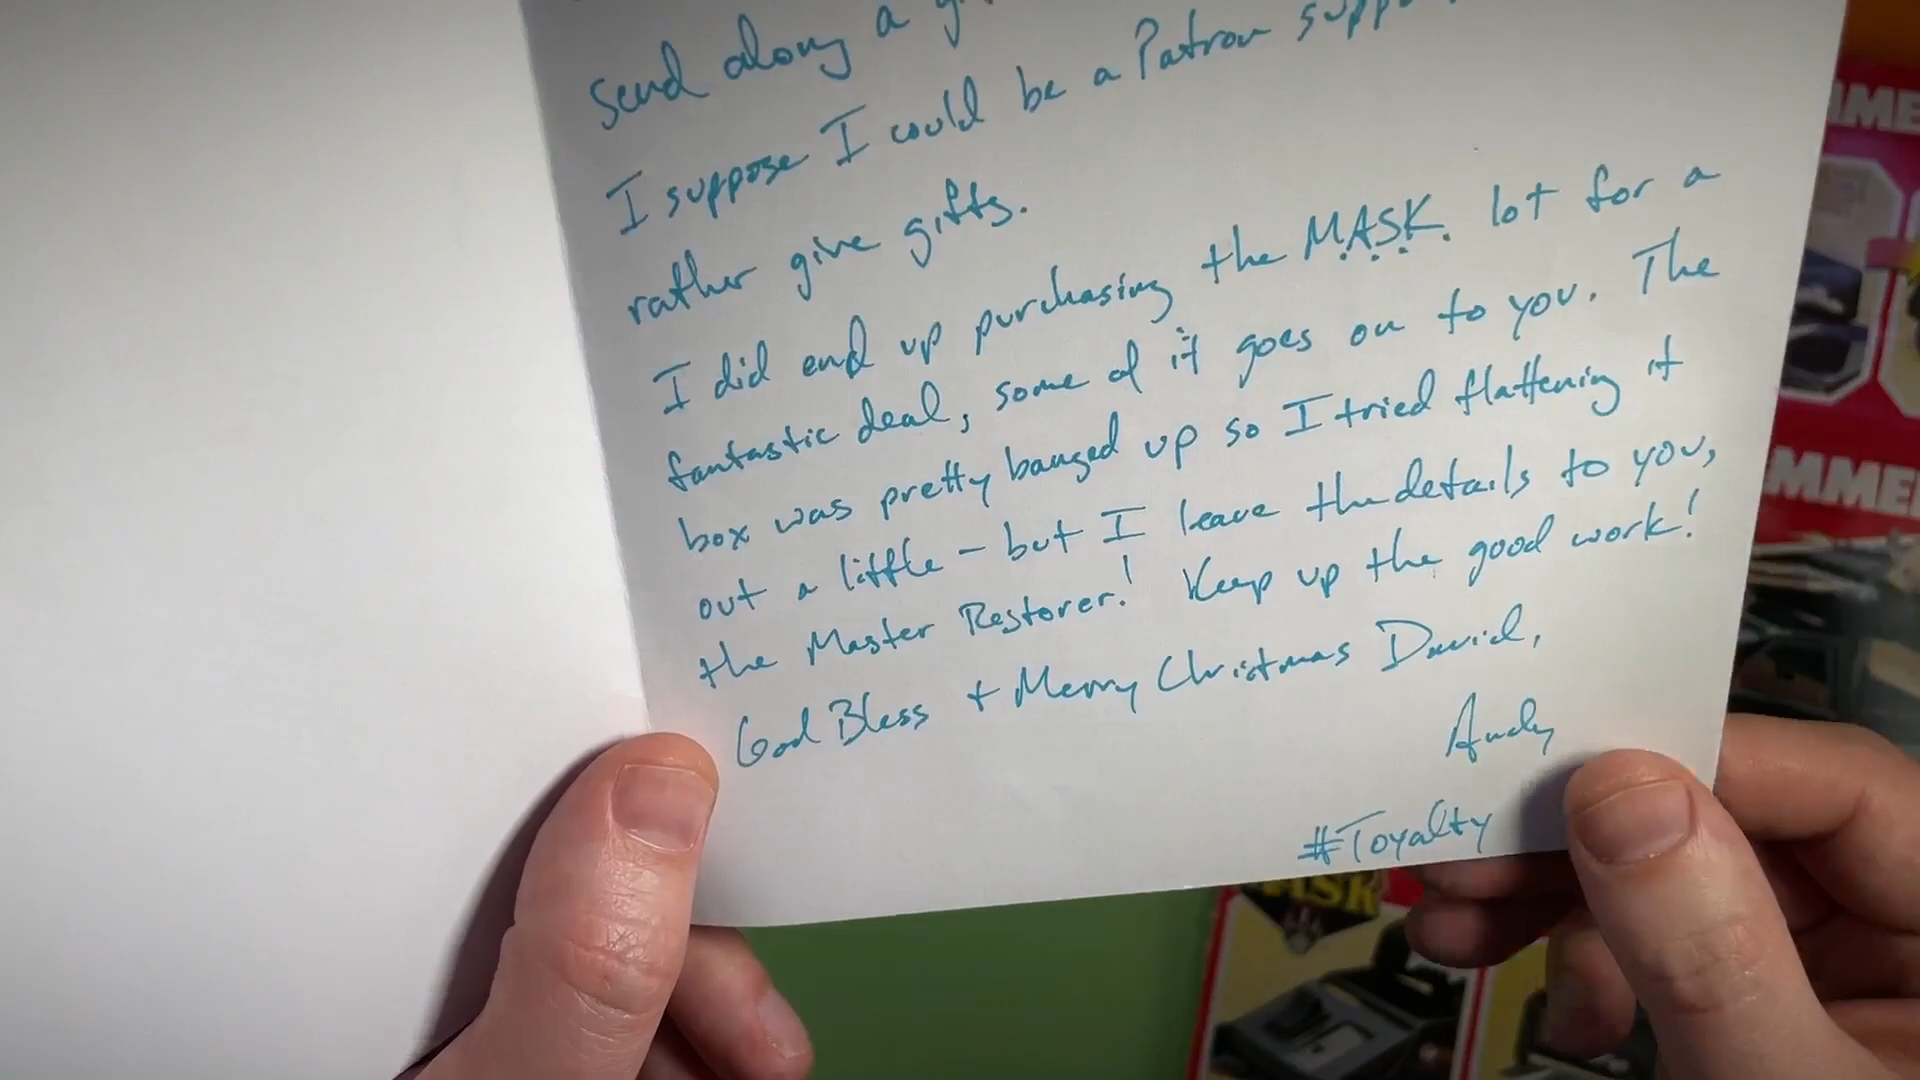 send along a
I suppose I could be a Patron
rather give gifts.
I did end up purchasing the M.A.S.K. lot for a
fantastic deal, some of it goes on to you. The
box was pretty banged up so I tried flattening it
out a little - but I leave the details to you,
the Master Restorer! Keep up the good work!
God Bless + Merry Christmas David,
Andy
#Toyalty